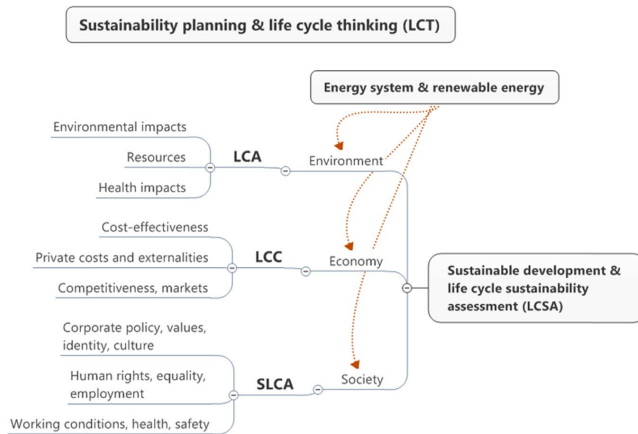 Sustainability planning & life cycle thinking (LCT)
Energy system & renewable energy
Environmental impacts
Resources
Health impacts
LCA
Environment
Cost-effectiveness
Private costs and externalities
Competitiveness, markets
LCC
Economy
Corporate policy, values,
identity, culture
Human rights, equality,
employment
Working conditions, health, safety
SLCA
Society
Sustainable development &
life cycle sustainability
assessment (LCSA)